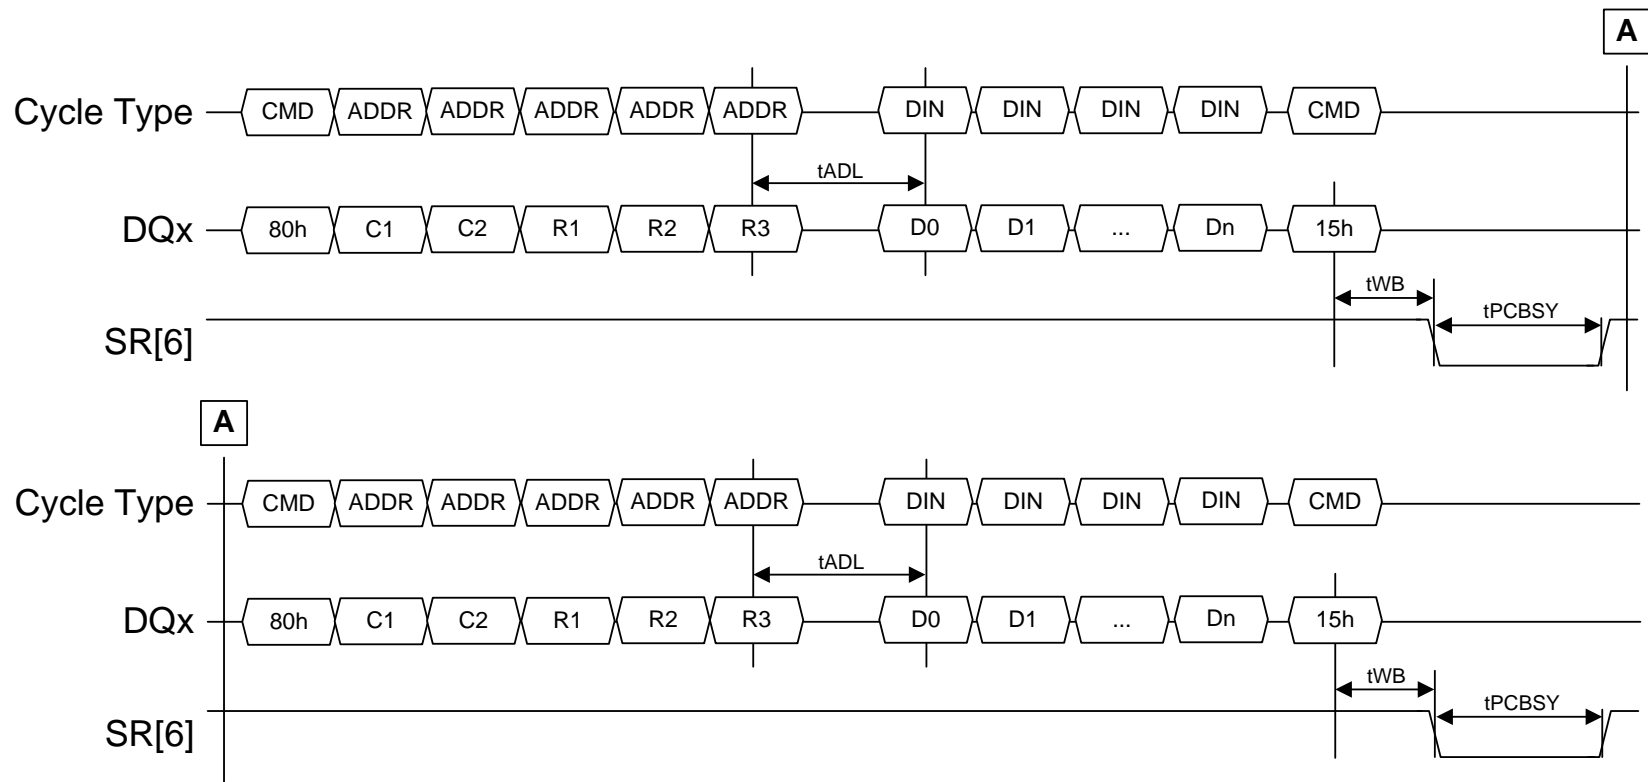 A
Cycle Type CMD ADDR ADDR ADDR ADDR ADDR DIN DIN DIN DIN CMD
tADL
DQx 80h C1 C2 R1 R2 R3 D0 D1 ... Dn 15h
tWB
tPCBSY
SR[6]
A
Cycle Type CMD ADDR ADDR ADDR ADDR ADDR DIN DIN DIN DIN CMD
tADL
DQx 80h C1 C2 R1 R2 R3 D0 D1 ... Dn 15h
tWB
tPCBSY
SR[6]